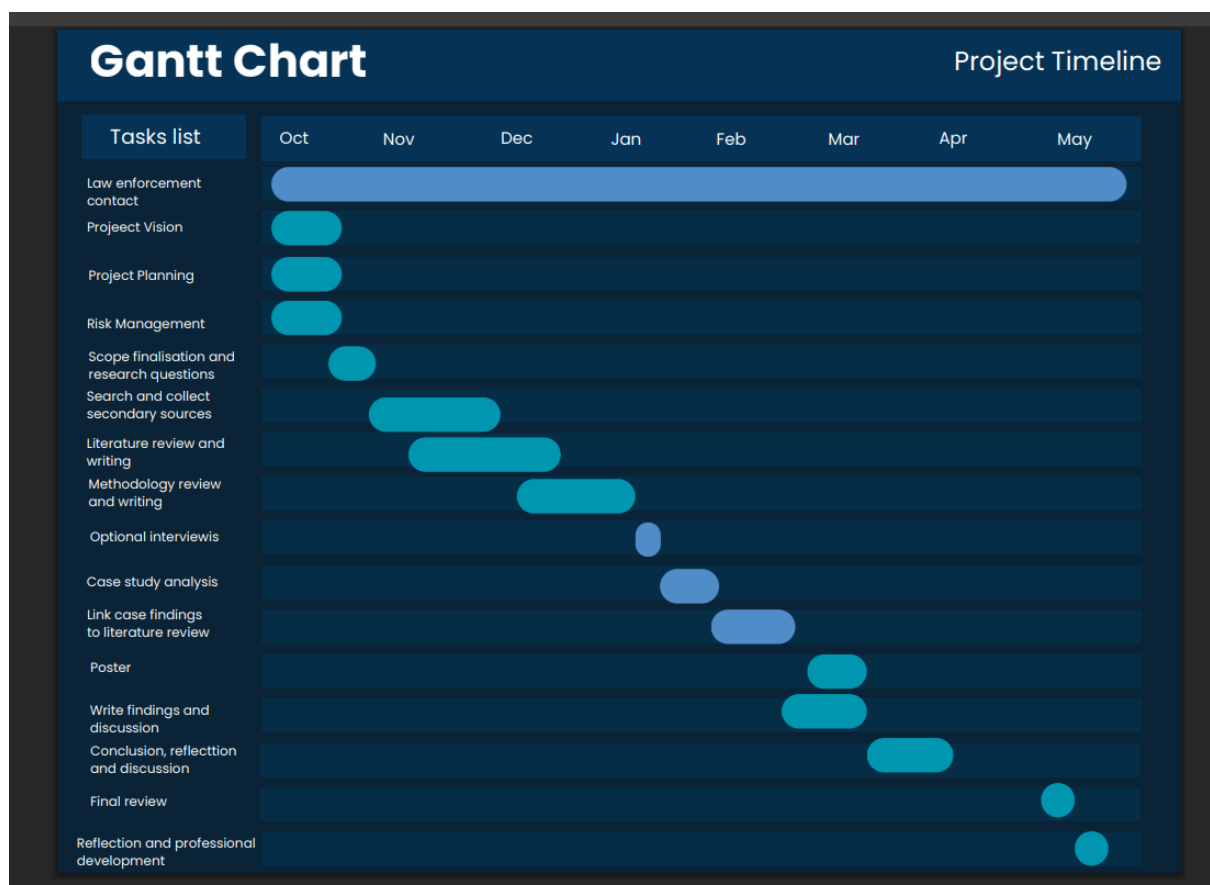 Gantt Chart
Project Timeline
Tasks list
Oct Nov Dec Jan Feb Mar Apr May
Law enforcement
contact
Projeect Vision
Project Planning
Risk Management
Scope finalisation and
research questions
Search and collect
secondary sources
Literature review and
writing
Methodology review
and writing
Optional interviewis
Case study analysis
Link case findings
to literature review
Poster
Write findings and
discussion
Conclusion, reflecttion
and discussion
Final review
Reflection and professional
development